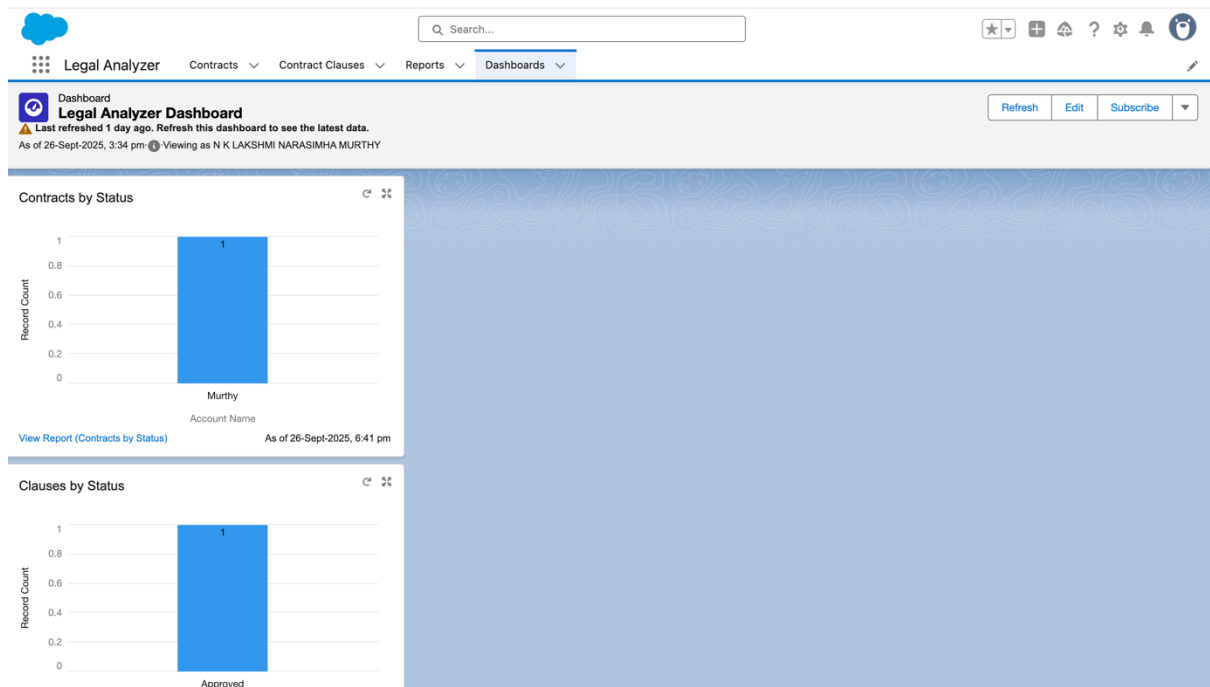 Search...
Legal Analyzer
Contracts
Contract Clauses
Reports
Dashboards
Dashboard
Legal Analyzer Dashboard
Last refreshed 1 day ago. Refresh this dashboard to see the latest data.
As of 26-Sept-2025, 3:34 pm·Viewing as N K LAKSHMI NARASIMHA MURTHY
Refresh
Edit
Subscribe
Contracts by Status
1
0.8
0.6
0.4
0.2
0
Record Count
1
Murthy
Account Name
View Report (Contracts by Status)
As of 26-Sept-2025, 6:41 pm
Clauses by Status
1
0.8
0.6
0.4
0.2
0
Record Count
1
Approved